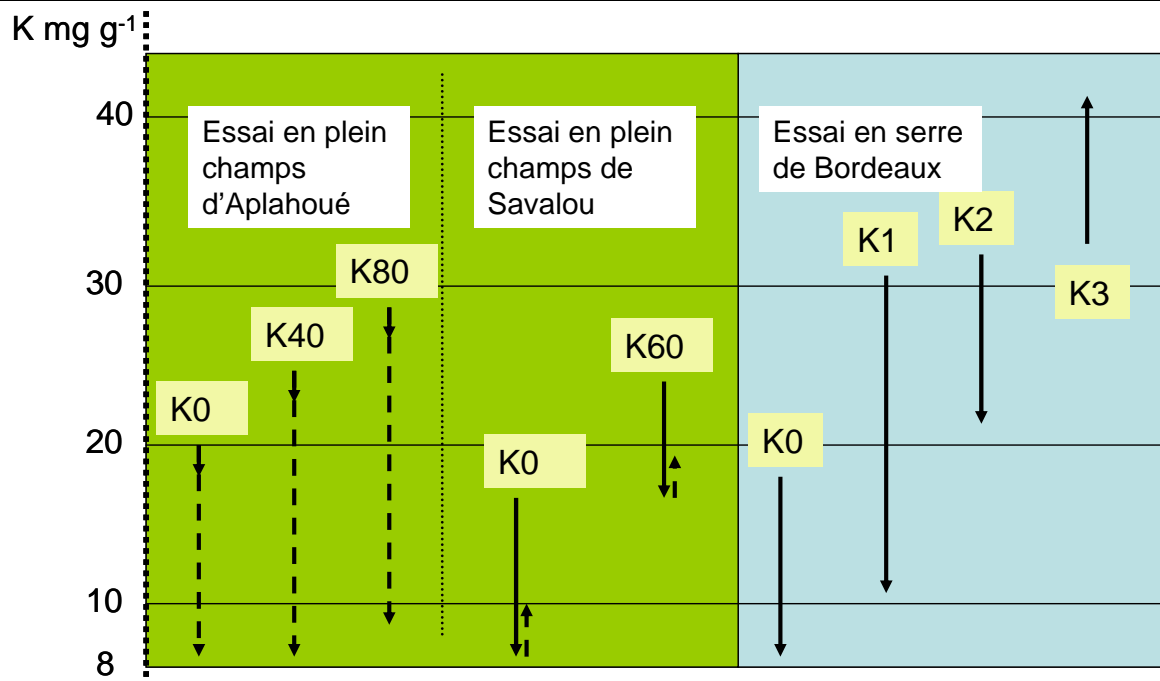 K mg g-1
40
30
20
10
8
Essai en plein
champs
d'Aplahoué
K0
K40
K80
Essai en plein
champs de
Savalou
K0
K60
Essai en serre
de Bordeaux
K0
K1
K2
K3